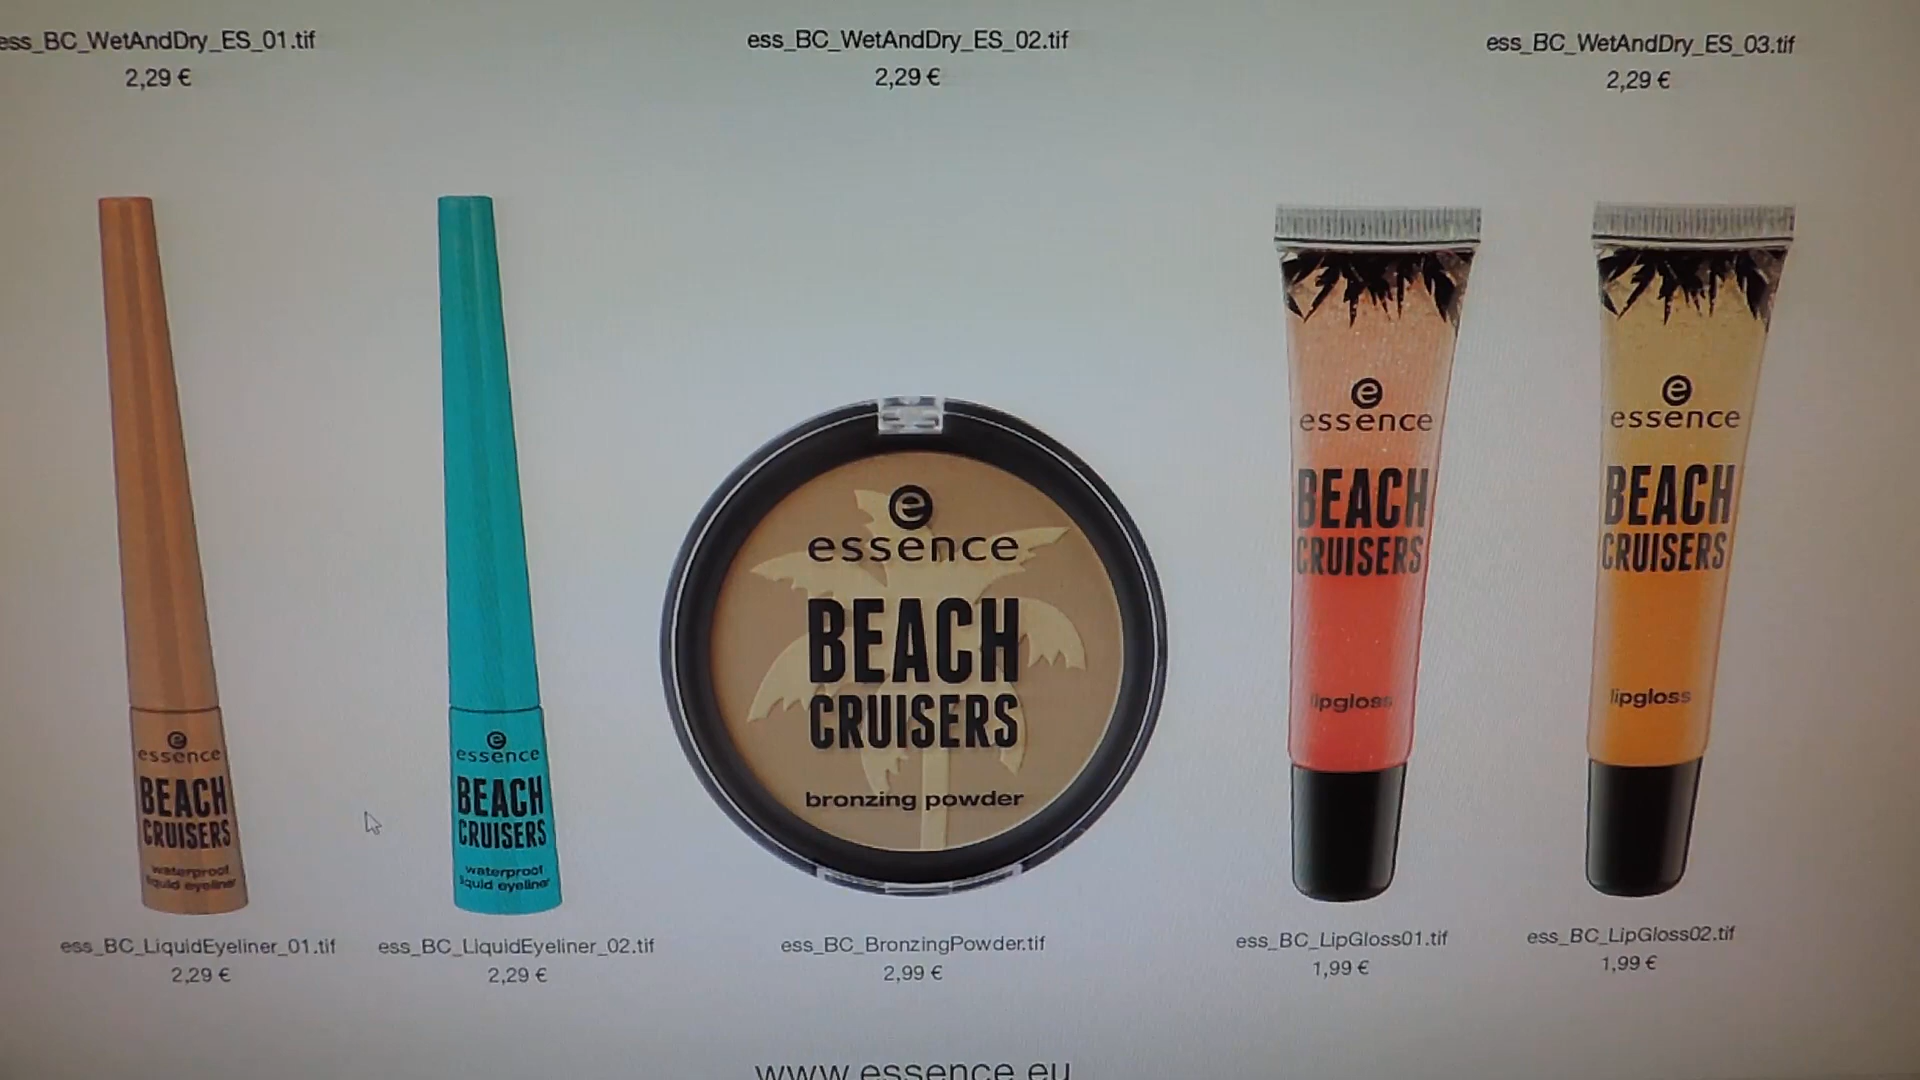 ess_BC_WetAndDry_ES_01.tif
2,29 €
ess_BC_WetAndDry_ES_02.tif
2,29 €
ess_BC_WetAndDry_ES_03.tif
2,29 €
e
essence
BEACH
CRUISERS
waterproof
liquid eyeliner
ess_BC_LiquidEyeliner_01.tif
2,29 €
e
essence
BEACH
CRUISERS
waterproof
liquid eyeliner
ess_BC_LiquidEyeliner_02.tif
2,29 €
e
essence
BEACH
CRUISERS
bronzing powder
ess_BC_BronzingPowder.tif
2,99 €
e
essence
BEACH
CRUISERS
lipgloss
ess_BC_LipGloss01.tif
1,99 €
e
essence
BEACH
CRUISERS
lipgloss
ess_BC_LipGloss02.tif
1,99 €
www.essence.eu